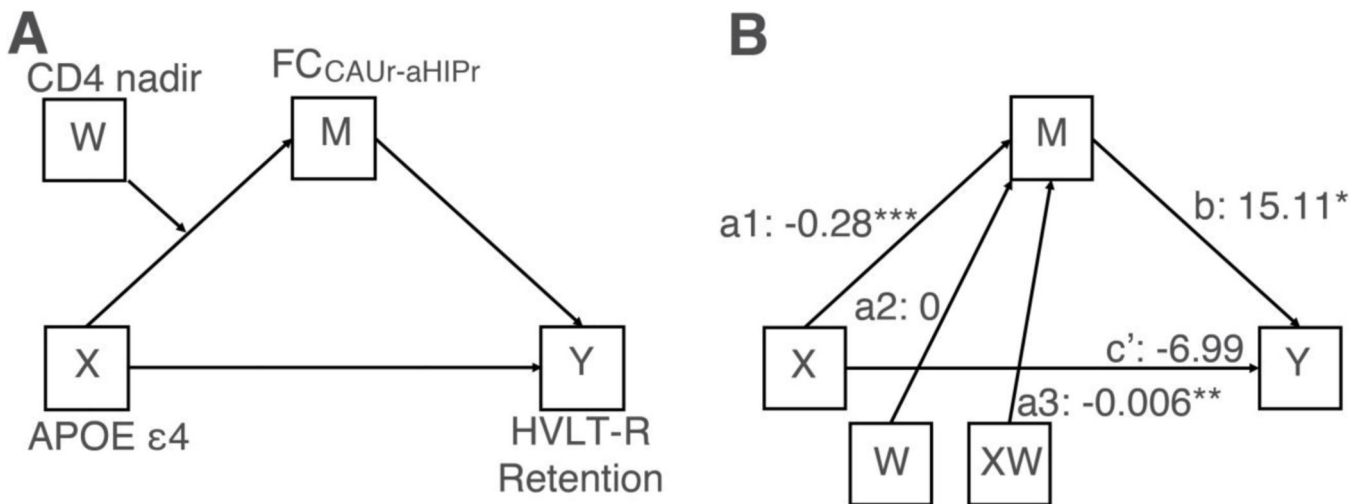 A
CD4 nadir
FCCAUr-aHIPr
W
M
X
Y
APOE ε4
HVLT-R
Retention
B
M
a1: -0.28***
b: 15.11*
a2: 0
X
c’: -6.99
Y
a3: -0.006**
W
XW